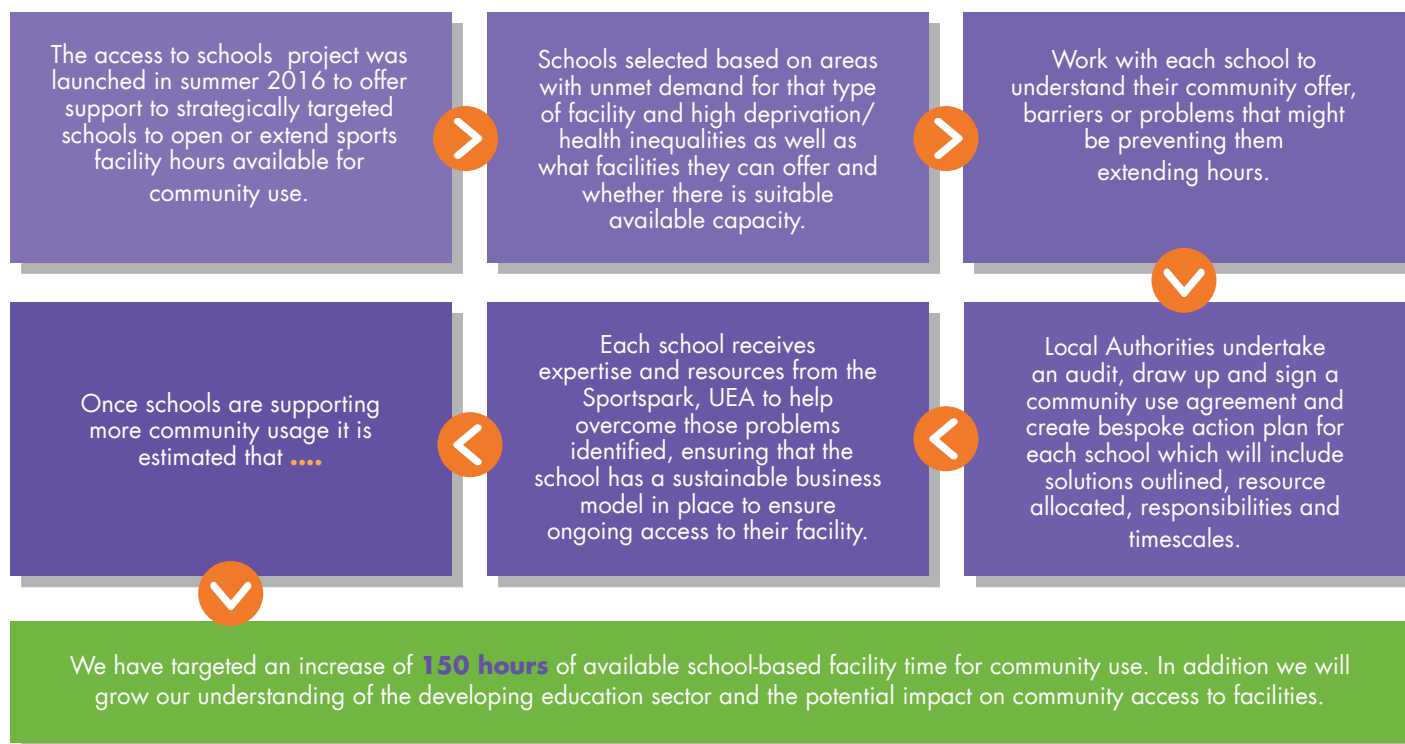 The access to schools  project was
launched in summer 2016 to offer
support to strategically targeted
schools to open or extend sports
facility hours available for
community use.
Schools selected based on areas
with unmet demand for that type
of facility and high deprivation/
health inequalities as well as
what facilities they can offer and
whether there is suitable
available capacity.
Work with each school to
understand their community offer,
barriers or problems that might
be preventing them
extending hours.
Local Authorities undertake
an audit, draw up and sign a
community use agreement and
create bespoke action plan for
each school which will include
solutions outlined, resource
allocated, responsibilities and
timescales.
Each school receives
expertise and resources from the
Sportspark, UEA to help
overcome those problems
identified, ensuring that the
school has a sustainable business
model in place to ensure
ongoing access to their facility.
Once schools are supporting
more community usage it is
estimated that ....
We have targeted an increase of 150 hours of available school-based facility time for community use. In addition we will
grow our understanding of the developing education sector and the potential impact on community access to facilities.